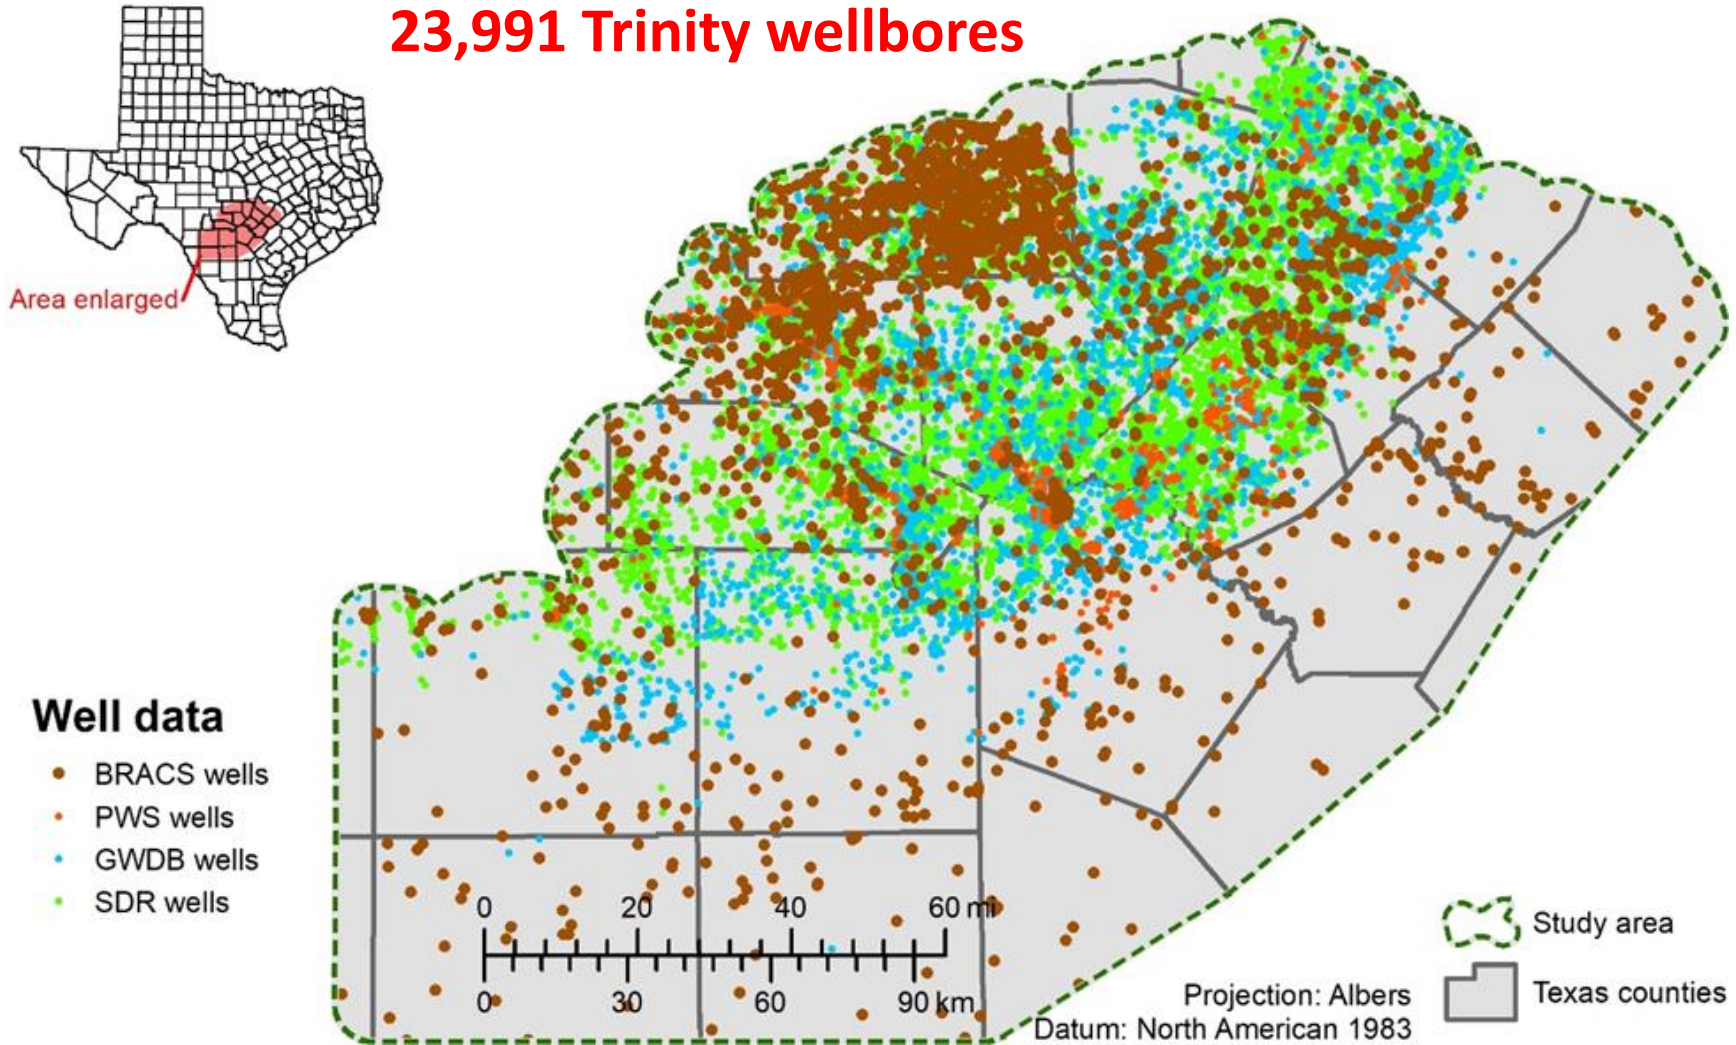 23,991 Trinity wellbores
Area enlarged
Well data
BRACS wells
PWS wells
GWDB wells
SDR wells
0 20 40 60 mi
0 30 60 90 km
Study area
Texas counties
Projection: Albers
Datum: North American 1983